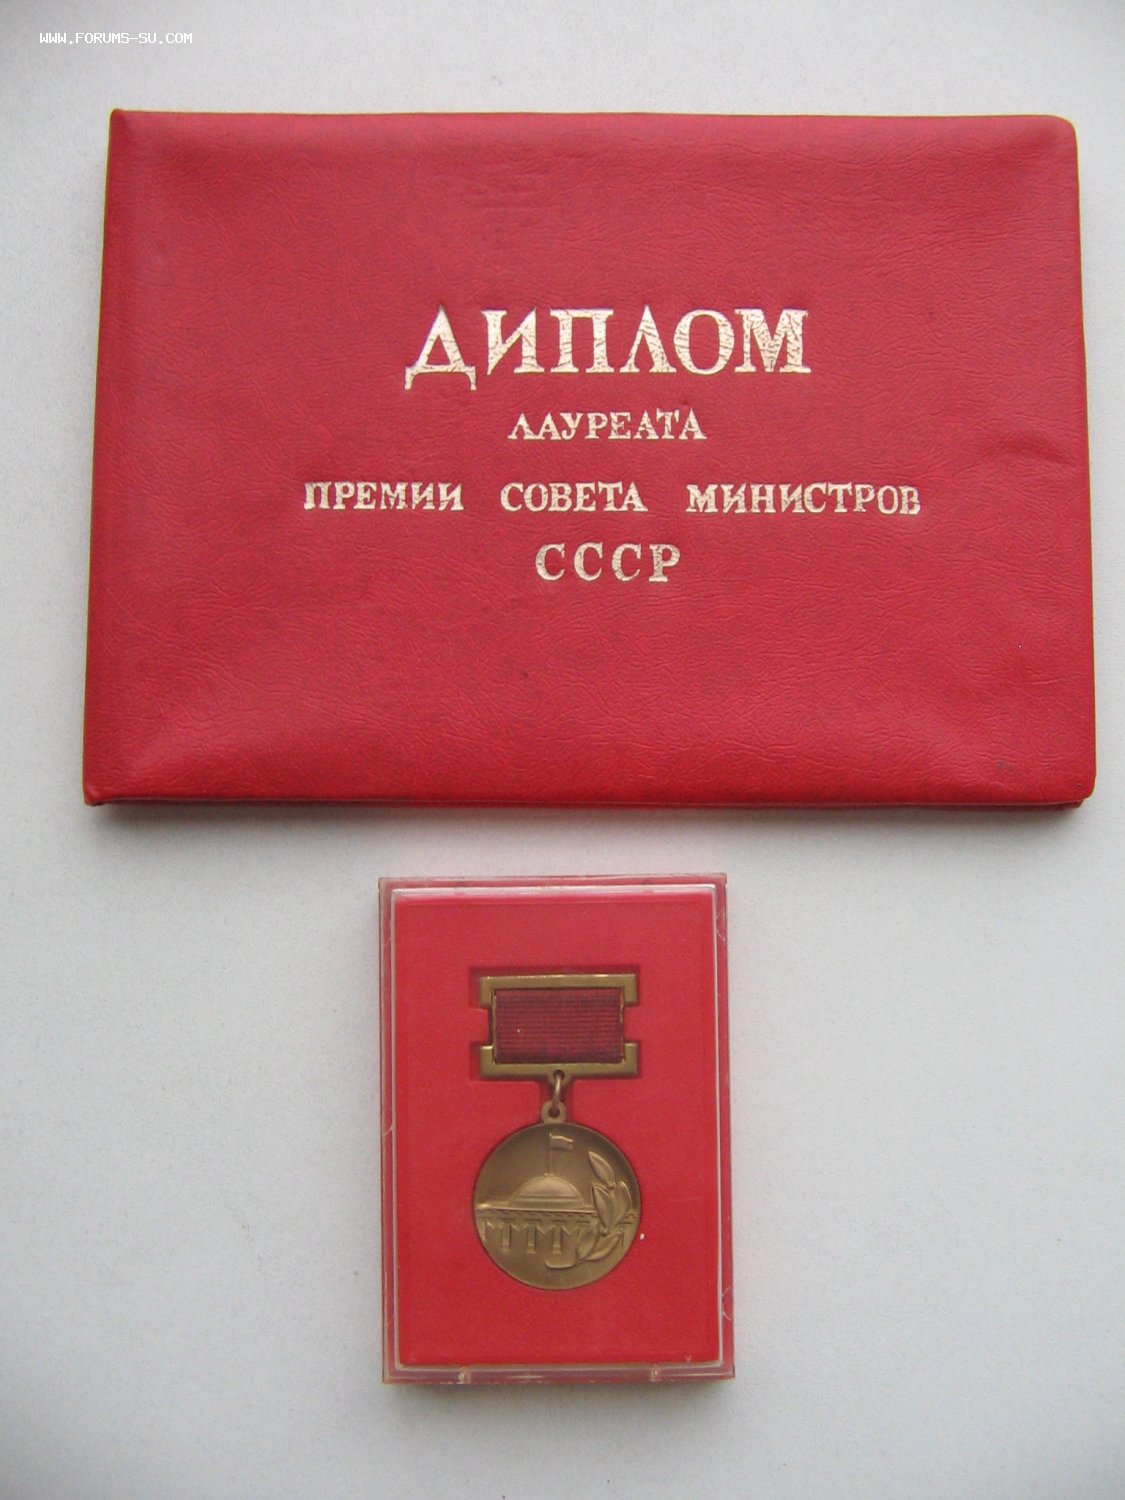 WWW.FORUMS-SU.COM
ДИПЛОМ
ЛАУРЕАТА
ПРЕМИИ СОВЕТА МИНИСТРОВ
СССР